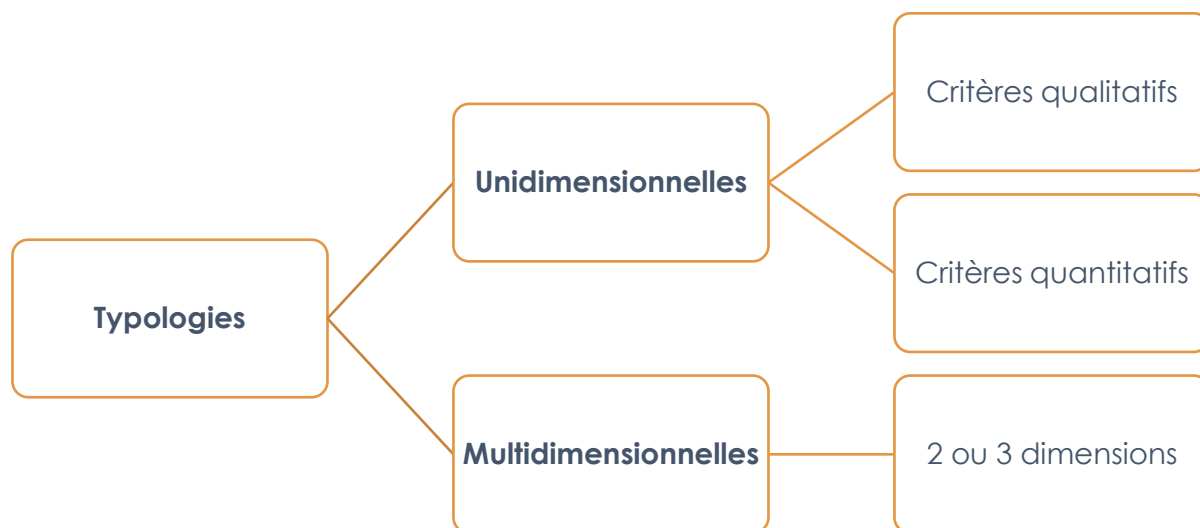 Typologies
Unidimensionnelles
Critères qualitatifs
Critères quantitatifs
Multidimensionnelles
2 ou 3 dimensions